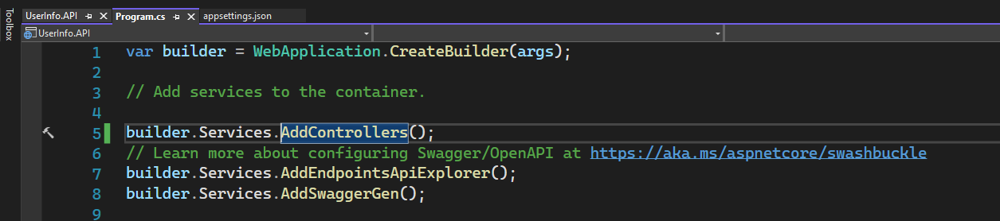 Toolbox
UserInfo.API Program.cs appsettings.json
UserInfo.API
1 var builder = WebApplication.CreateBuilder(args);
2
3 // Add services to the container.
4
5 builder.Services.AddControllers();
6 // Learn more about configuring Swagger/OpenAPI at https://aka.ms/aspnetcore/swashbuckle
7 builder.Services.AddEndpointsApiExplorer();
8 builder.Services.AddSwaggerGen();
9